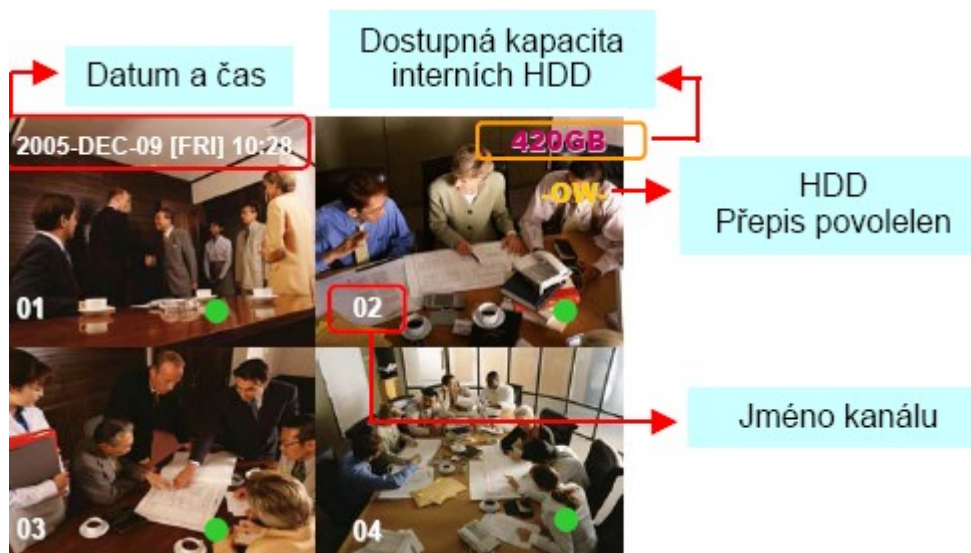 Datum a čas
Dostupná kapacita
interních HDD
2005-DEC-09 [FRI] 10:28
420GB
-OW-
HDD
Přepis povolelen
01
02
Jméno kanálu
03
04